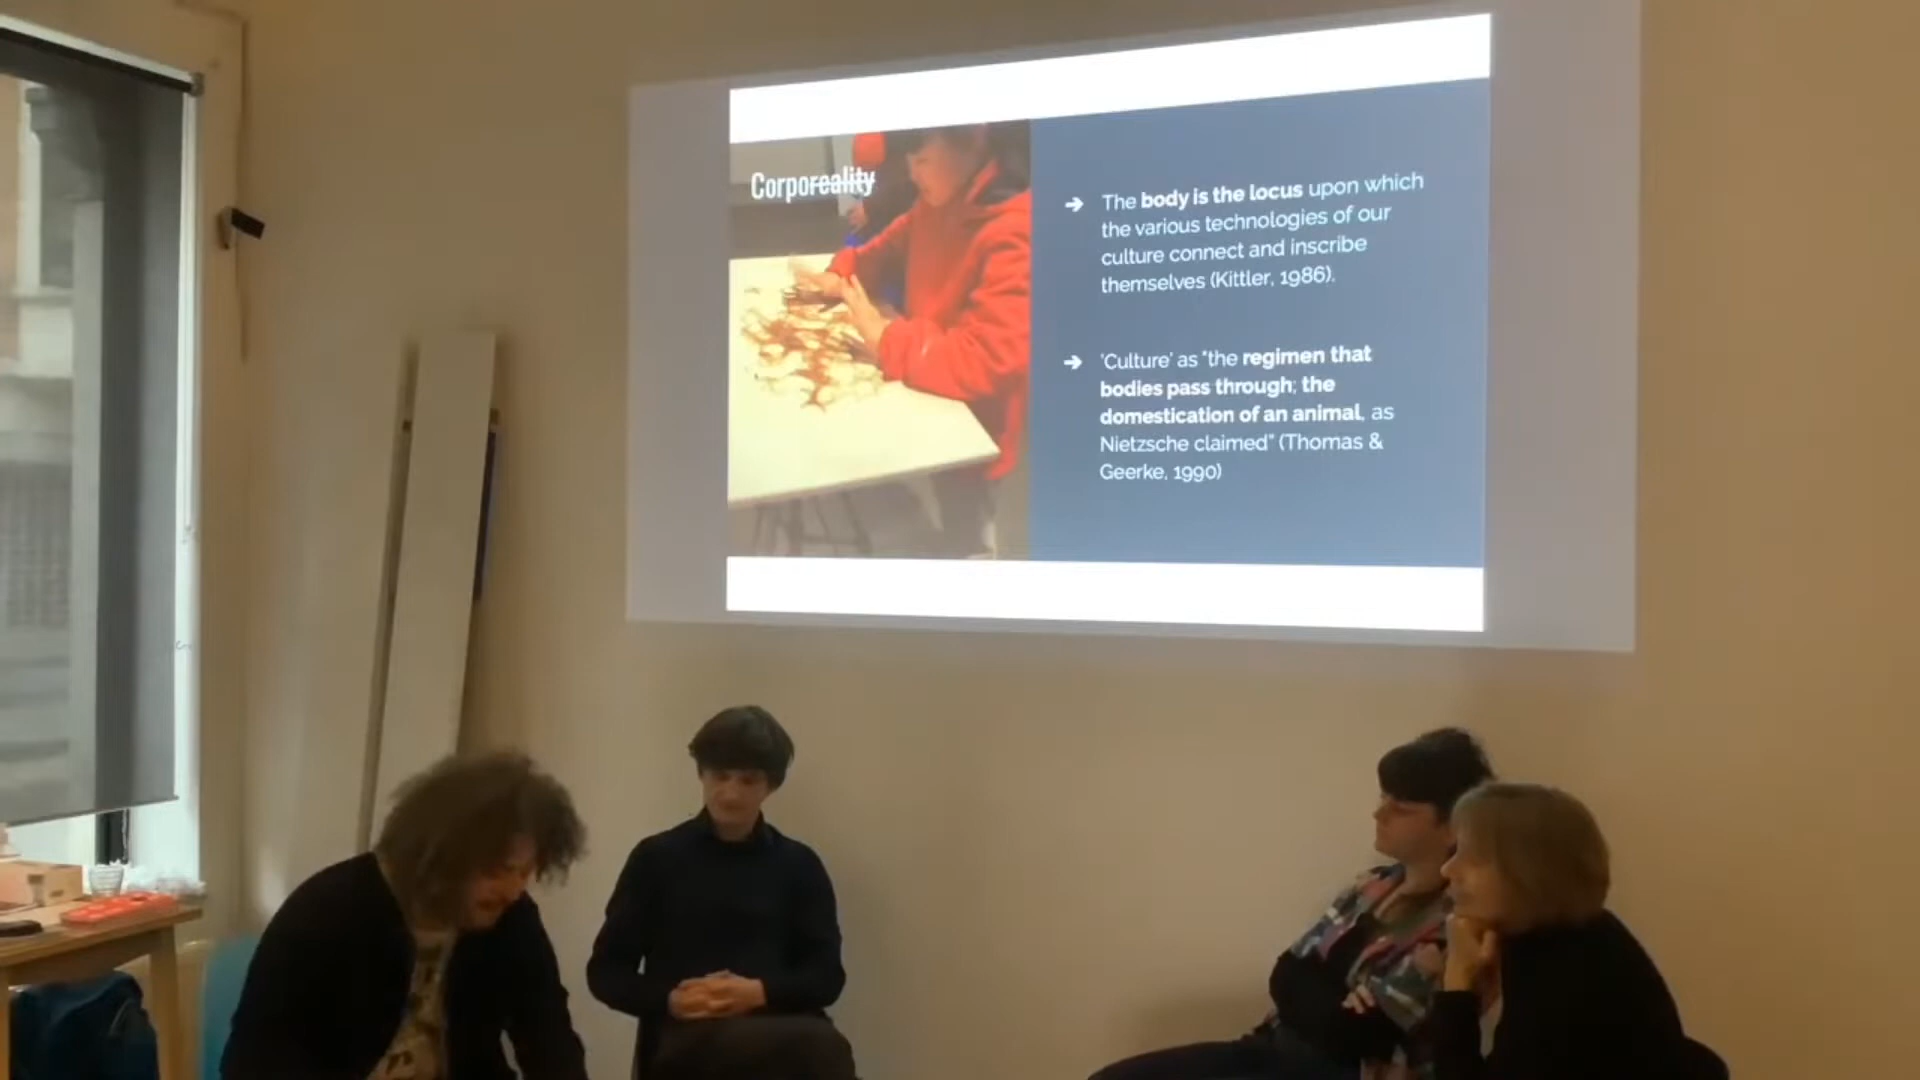 Corporeality
The body is the locus upon which
the various technologies of our
culture connect and inscribe
themselves (Kittler, 1986).
'Culture' as "the regimen that
bodies pass through; the
domestication of an animal, as
Nietzsche claimed" (Thomas &
Geerke, 1990)